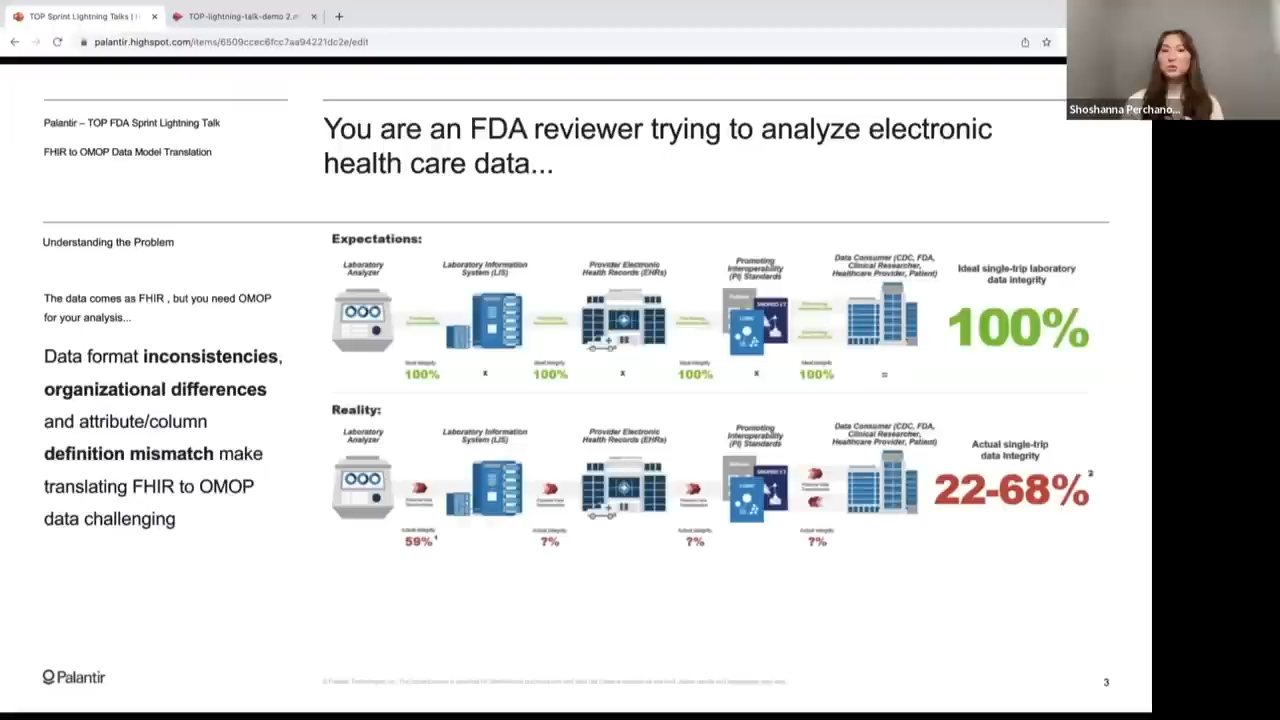 TOP Sprint Lightning Talks |
TOP-lightning-talk-demo 2.m
palantir.highspot.com/items/6509ccec6fcc7aa94221dc2e/edit
Shoshanna Perchano...
Palantir – TOP FDA Sprint Lightning Talk
FHIR to OMOP Data Model Translation
You are an FDA reviewer trying to analyze electronic
health care data...
Understanding the Problem
The data comes as FHIR , but you need OMOP
for your analysis...
Data format inconsistencies,
organizational differences
and attribute/column
definition mismatch make
translating FHIR to OMOP
data challenging
Expectations:
Laboratory
Analyzer
Laboratory Information
System (LIS)
Provider Electronic
Health Records (EHRs)
Promoting
Interoperability
(PI) Standards
Data Consumer (CDC, FDA,
Clinical Researcher,
Healthcare Provider, Patient)
Ideal single-trip laboratory
data integrity
100%
100% x 100% x 100% x 100% =
Reality:
Laboratory
Analyzer
Laboratory Information
System (LIS)
Provider Electronic
Health Records (EHRs)
Promoting
Interoperability
(PI) Standards
Data Consumer (CDC, FDA,
Clinical Researcher,
Healthcare Provider, Patient)
Actual single-trip
data integrity
22-68%
59% ?% ?% ?%
Palantir
3